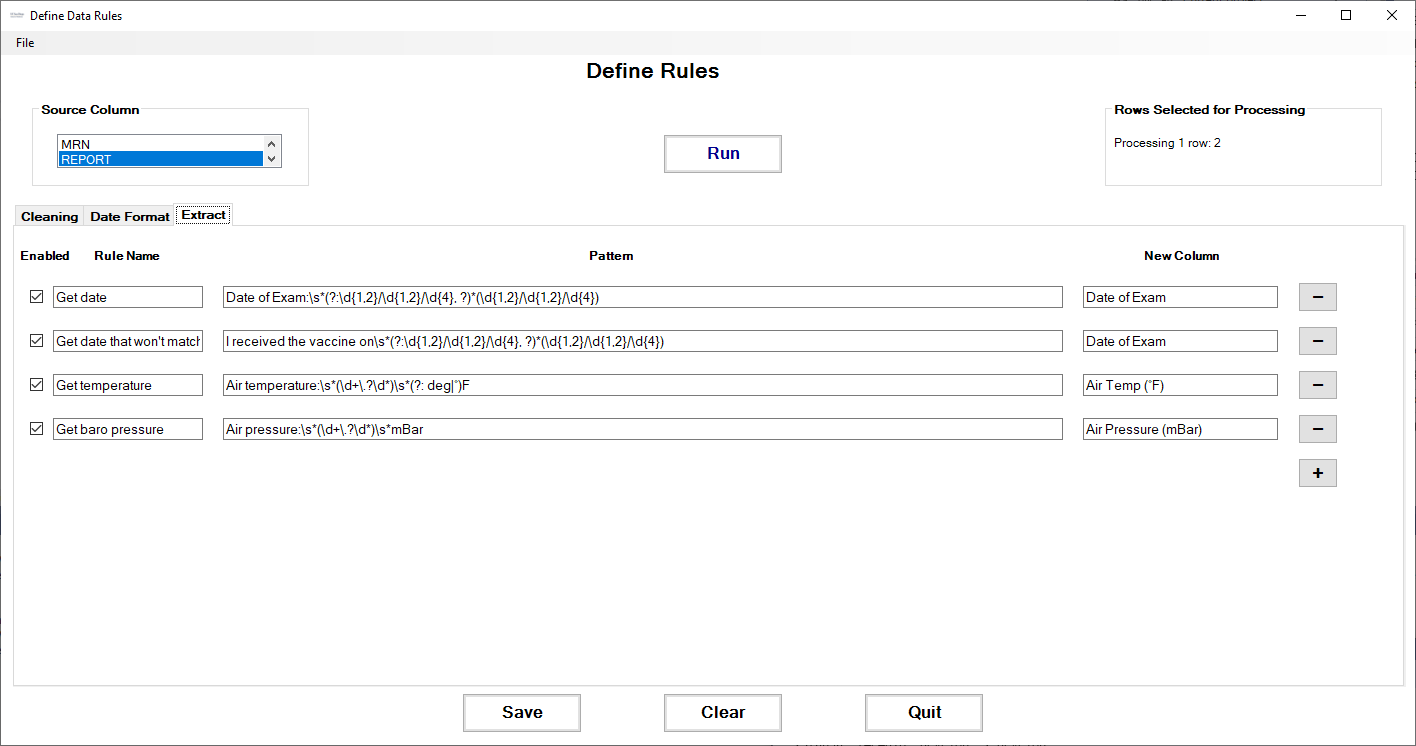 Define Data Rules
File
Define Rules
Source Column
MRN
REPORT
Run
Rows Selected for Processing
Processing 1 row: 2
Cleaning Date Format Extract
Enabled Rule Name Pattern New Column
Get date Date of Exam:\s*(?:\d{1,2}/\d{1,2}/\d{4}, ?)*(\d{1,2}/\d{1,2}/\d{4}) Date of Exam −
Get date that won't match I received the vaccine on\s*(?:\d{1,2}/\d{1,2}/\d{4}, ?)*(\d{1,2}/\d{1,2}/\d{4}) Date of Exam −
Get temperature Air temperature:\s*(\d+\.?\d*)\s*(?: deg|°)F Air Temp (°F) −
Get baro pressure Air pressure:\s*(\d+\.?\d*)\s*mBar Air Pressure (mBar) −
+
Save Clear Quit